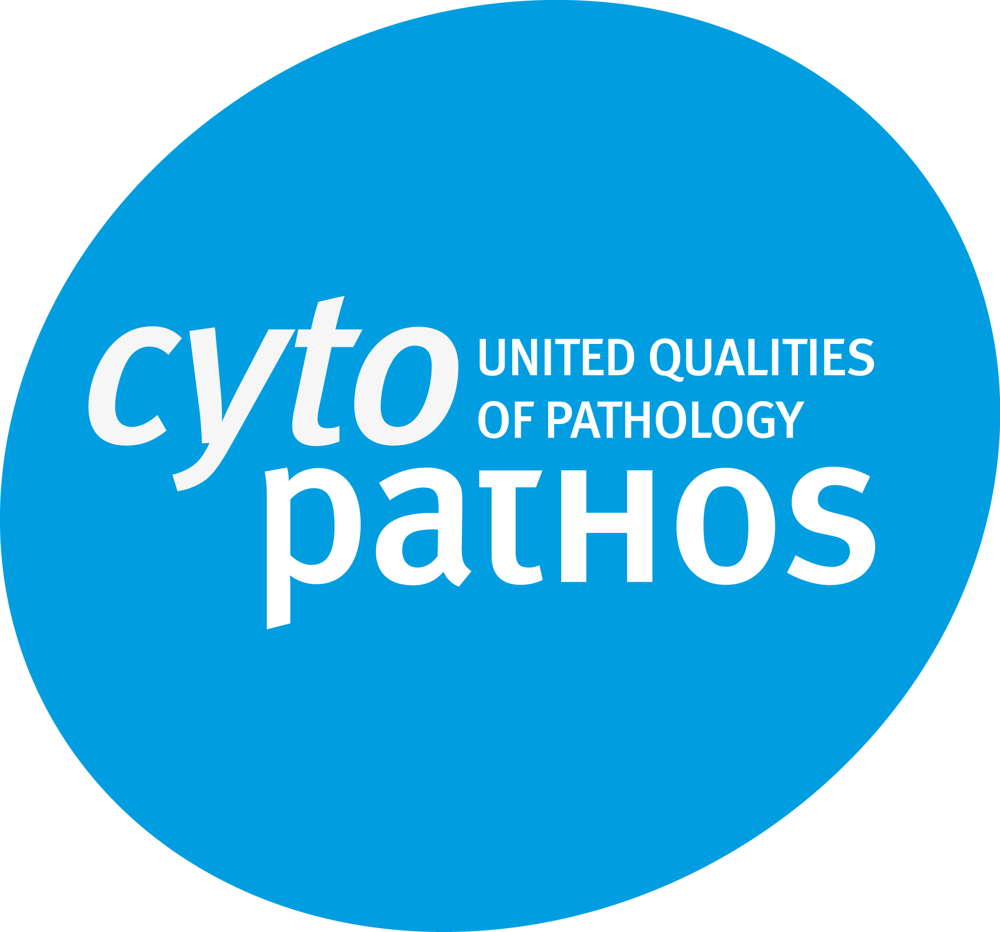 cyto
UNITED QUALITIES
OF PATHOLOGY
patHOS